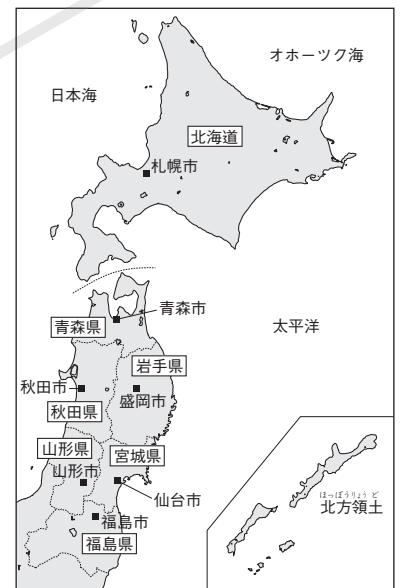 オホーツク海
日本海
北海道
札幌市
青森市
青森県
太平洋
岩手県
秋田市
盛岡市
秋田県
山形県
宮城県
山形市
仙台市
ほっぽうりょうど
北方領土
福島市
福島県